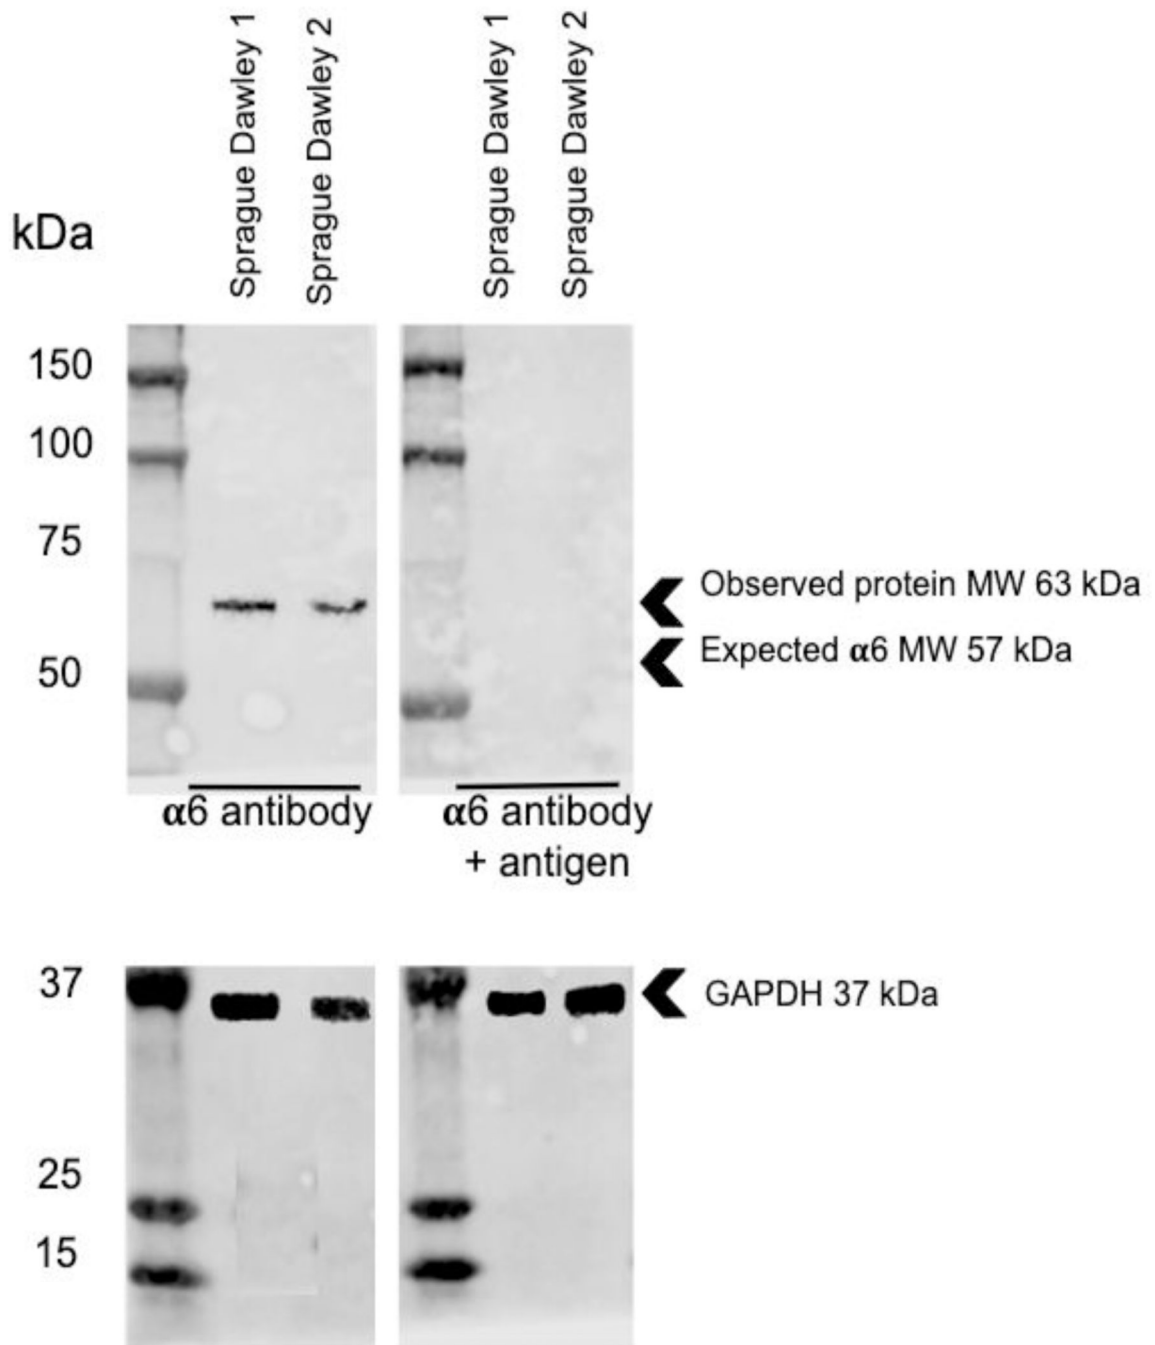 Sprague Dawley 1
Sprague Dawley 2
Sprague Dawley 1
Sprague Dawley 2
kDa
150
100
75
50
Observed protein MW 63 kDa
Expected α6 MW 57 kDa
α6 antibody
α6 antibody
+ antigen
37
25
15
GAPDH 37 kDa